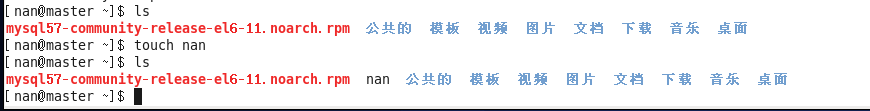 [nan@master ~]$ ls
mysql57-community-release-el6-11.noarch.rpm 公共的 模板 视频 图片 文档 下载 音乐 桌面
[nan@master ~]$ touch nan
[nan@master ~]$ ls
mysql57-community-release-el6-11.noarch.rpm nan 公共的 模板 视频 图片 文档 下载 音乐 桌面
[nan@master ~]$